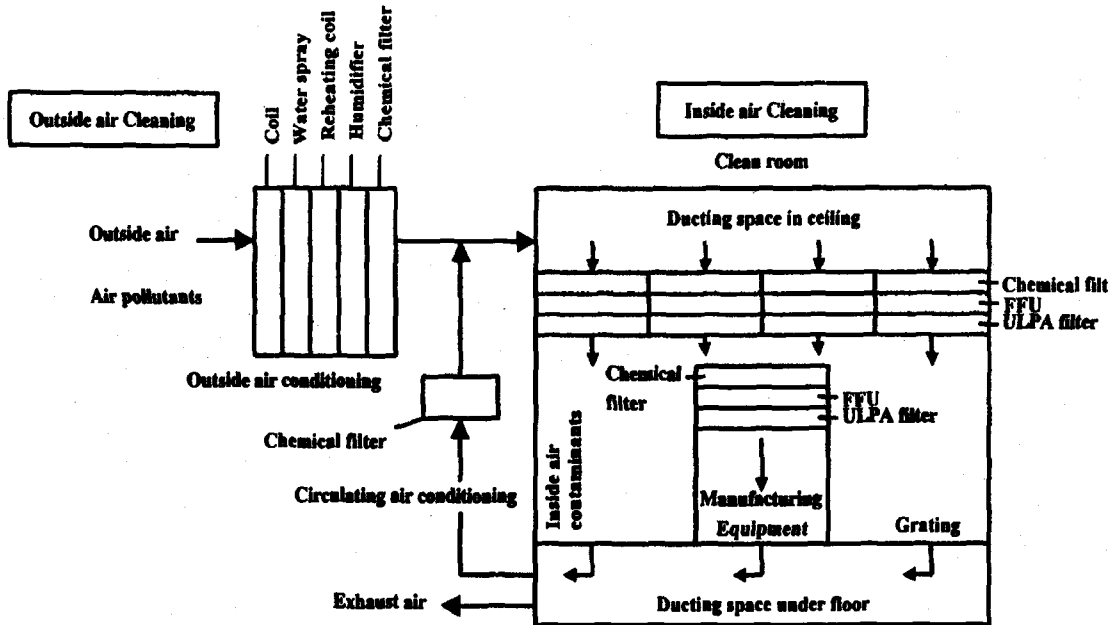 Outside air Cleaning
Coil
Water spray
Reheating coil
Humidifier
Chemical filter
Inside air Cleaning
Clean room
Ducting space in ceiling
Outside air
Air pollutants
Chemical filt
FFU
ULPA filter
Outside air conditioning
Chemical
filter
FFU
ULPA filter
Chemical filter
Inside air
contaminants
Circulating air conditioning
Manufacturing
Equipment
Grating
Exhaust air
Ducting space under floor